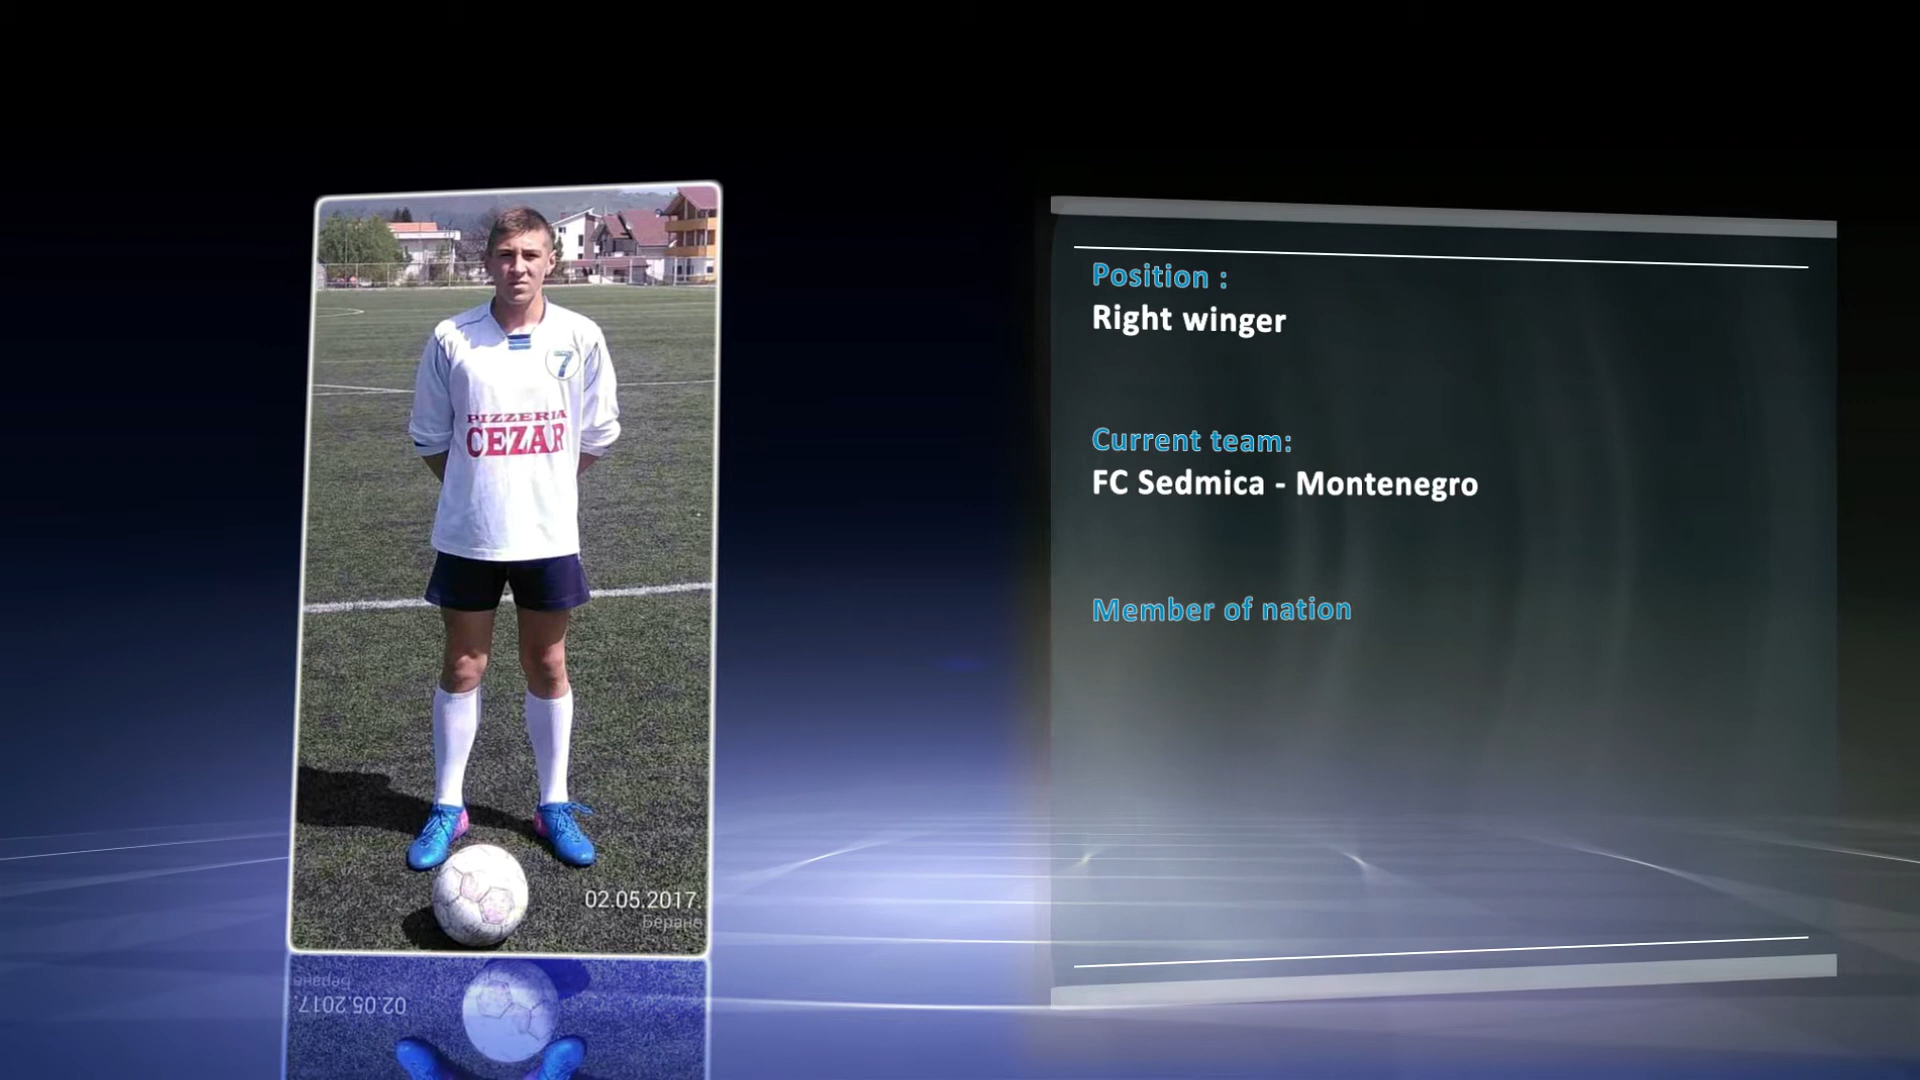 7
PIZZERIA
CEZAR
02.05.2017.
Беране
Position :
Right winger
Current team:
FC Sedmica - Montenegro
Member of nation